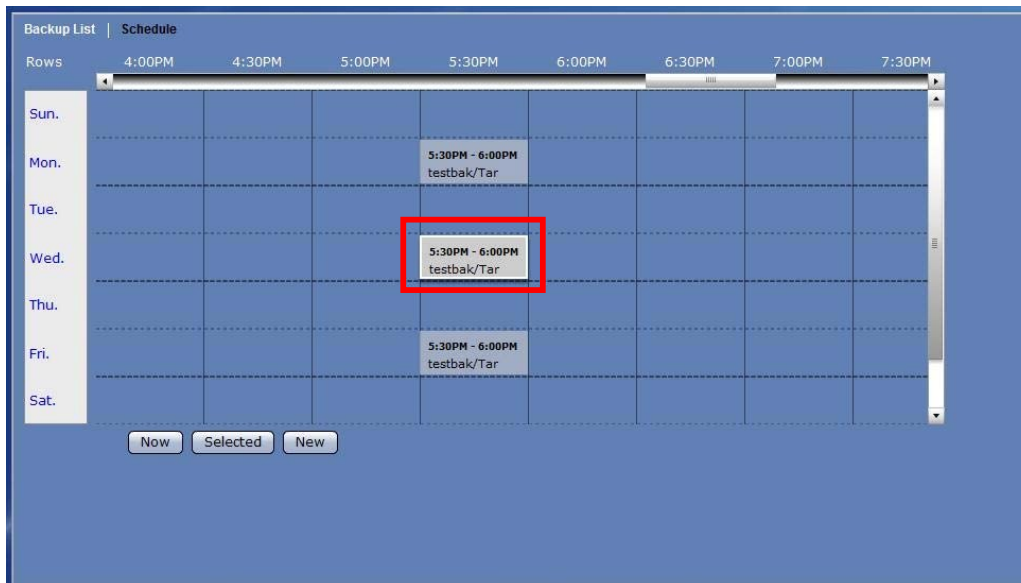 Backup List | Schedule
Rows 4:00PM 4:30PM 5:00PM 5:30PM 6:00PM 6:30PM 7:00PM 7:30PM
Sun.
Mon.
5:30PM - 6:00PM
testbak/Tar
Tue.
Wed.
5:30PM - 6:00PM
testbak/Tar
Thu.
Fri.
5:30PM - 6:00PM
testbak/Tar
Sat.
Now Selected New